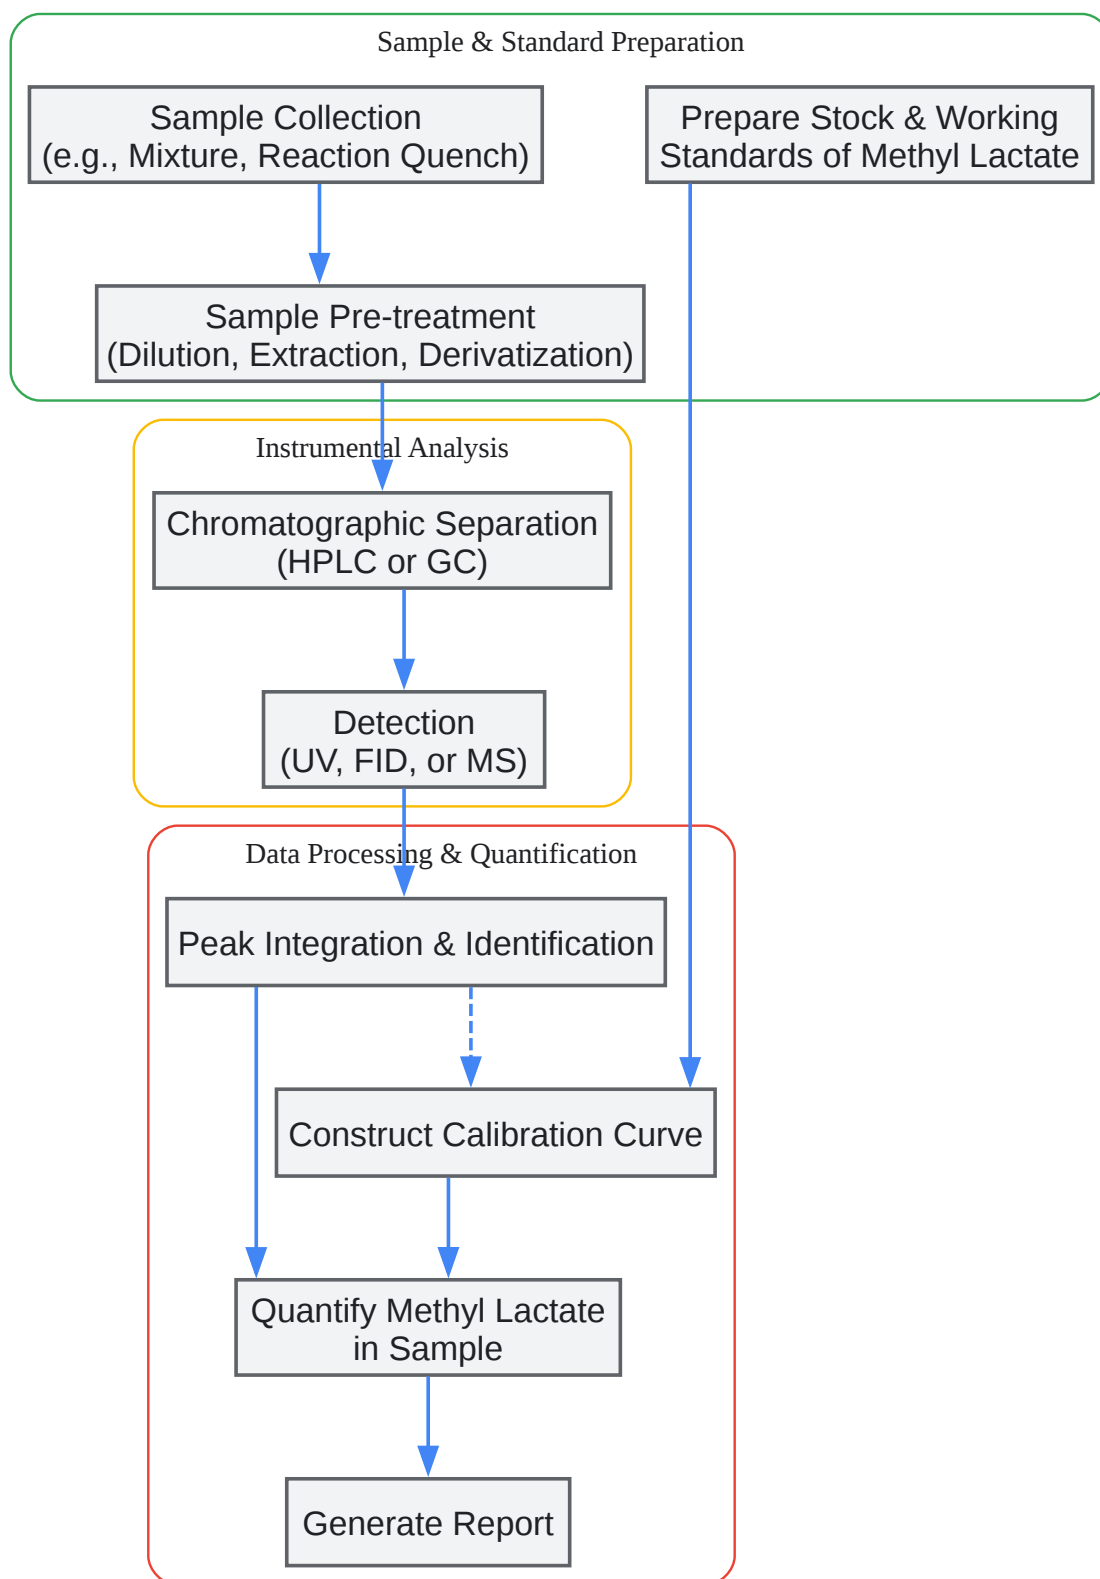 Sample & Standard Preparation
Sample Collection
(e.g., Mixture, Reaction Quench)
Prepare Stock & Working
Standards of Methyl Lactate
Sample Pre-treatment
(Dilution, Extraction, Derivatization)
Instrumental Analysis
Chromatographic Separation
(HPLC or GC)
Detection
(UV, FID, or MS)
Data Processing & Quantification
Peak Integration & Identification
Construct Calibration Curve
Quantify Methyl Lactate
in Sample
Generate Report